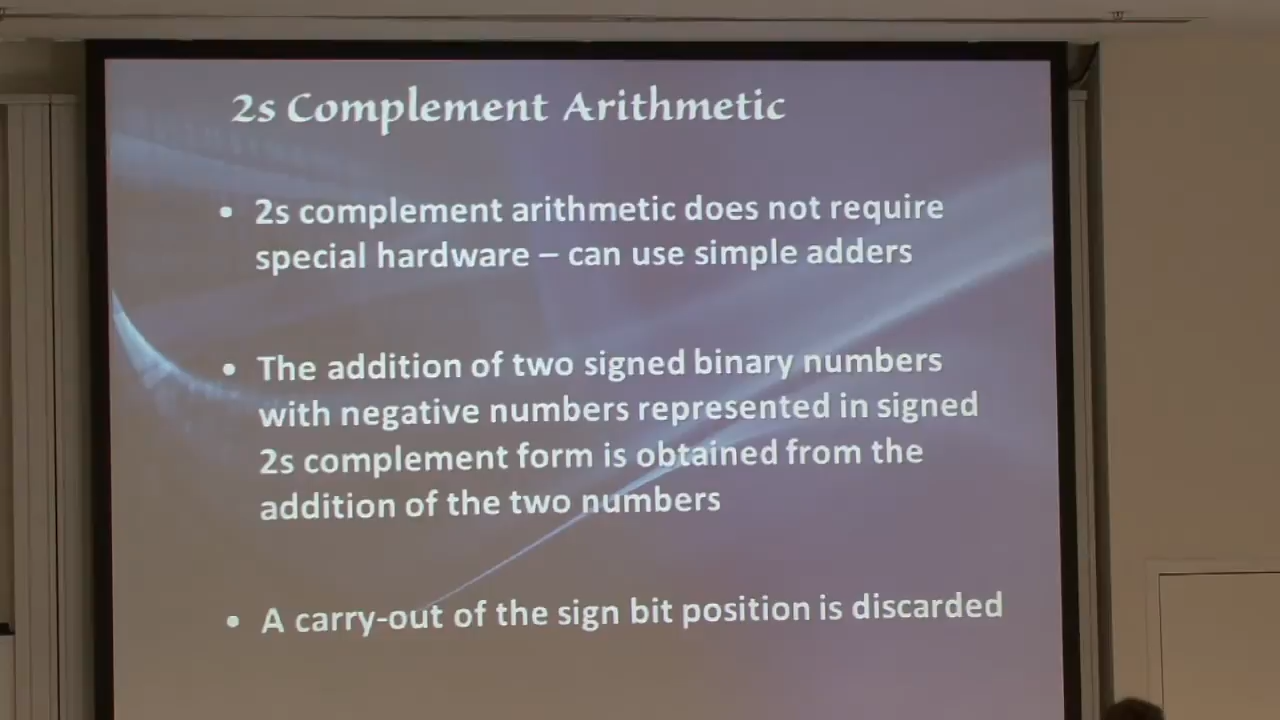 2s Complement Arithmetic
• 2s complement arithmetic does not require
special hardware – can use simple adders
• The addition of two signed binary numbers
with negative numbers represented in signed
2s complement form is obtained from the
addition of the two numbers
• A carry-out of the sign bit position is discarded